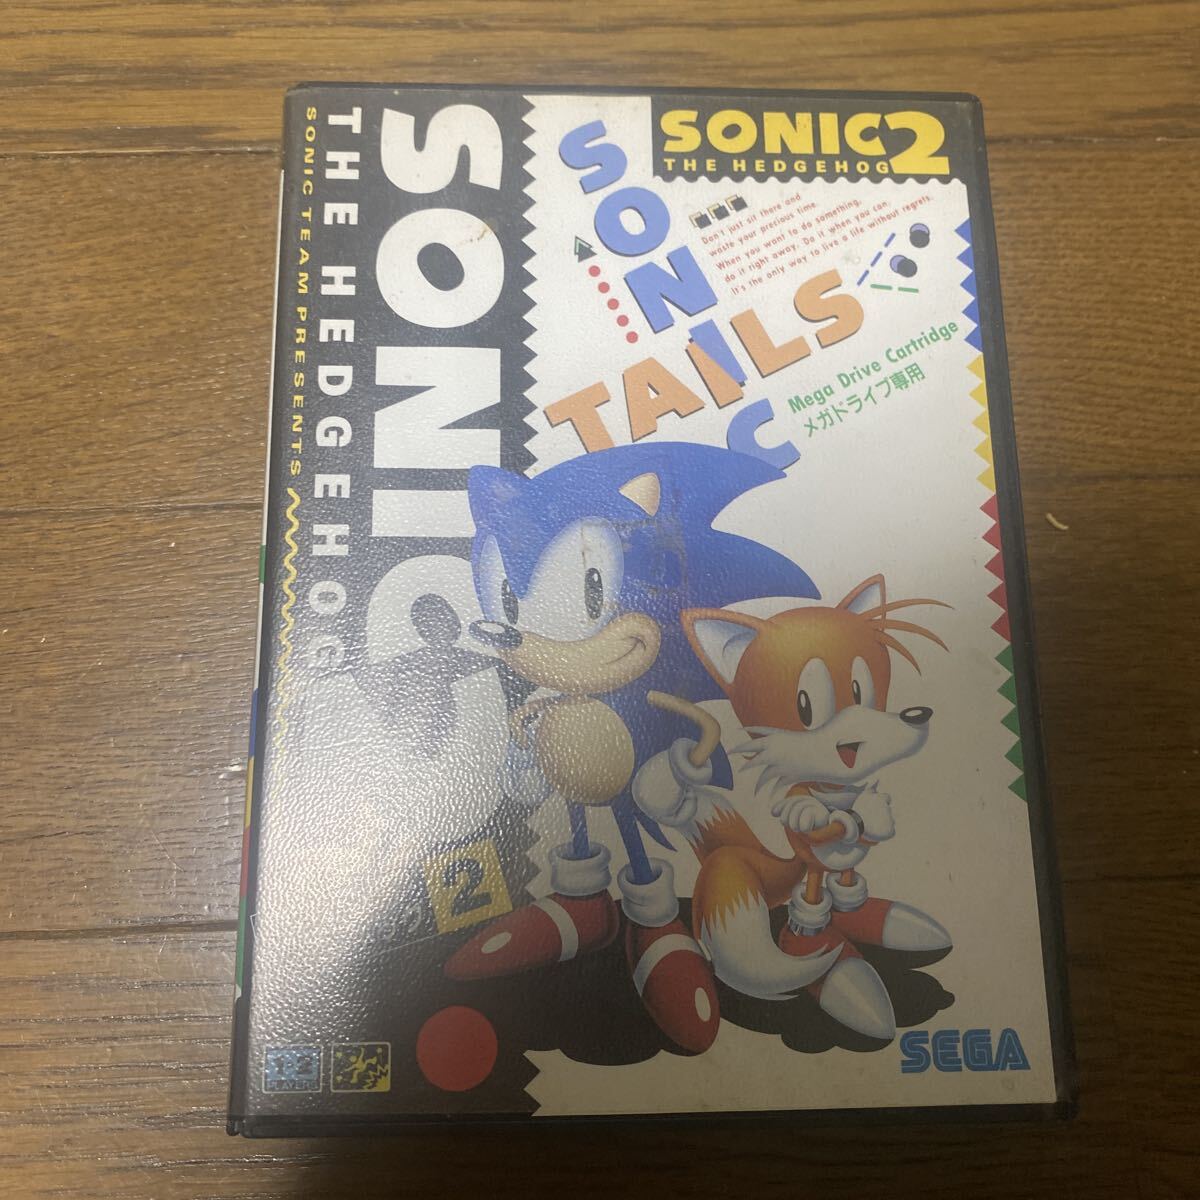 SONIC
THE HEDGEHOG
SONIC TEAM PRESENTS
SONIC 2
THE HEDGEHOG
SONIC
TAILS
Don't just sit there and
waste your precious time.
When you want to do something,
do it right away. Do it when you can.
It's the only way to live a life without regrets.
Mega Drive Cartridge
メガドライブ専用
2
1-2
PLAYERS
SEGA